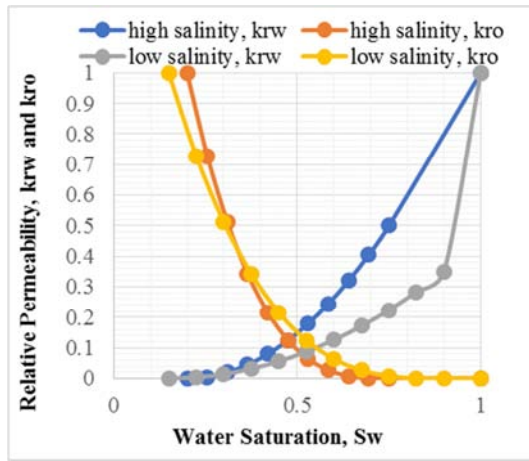 high salinity, krw high salinity, kro
low salinity, krw low salinity, kro
1
0.9
0.8
0.7
0.6
0.5
0.4
0.3
0.2
0.1
0
0 0.5 1
Relative Permeability, krw and kro
Water Saturation, Sw